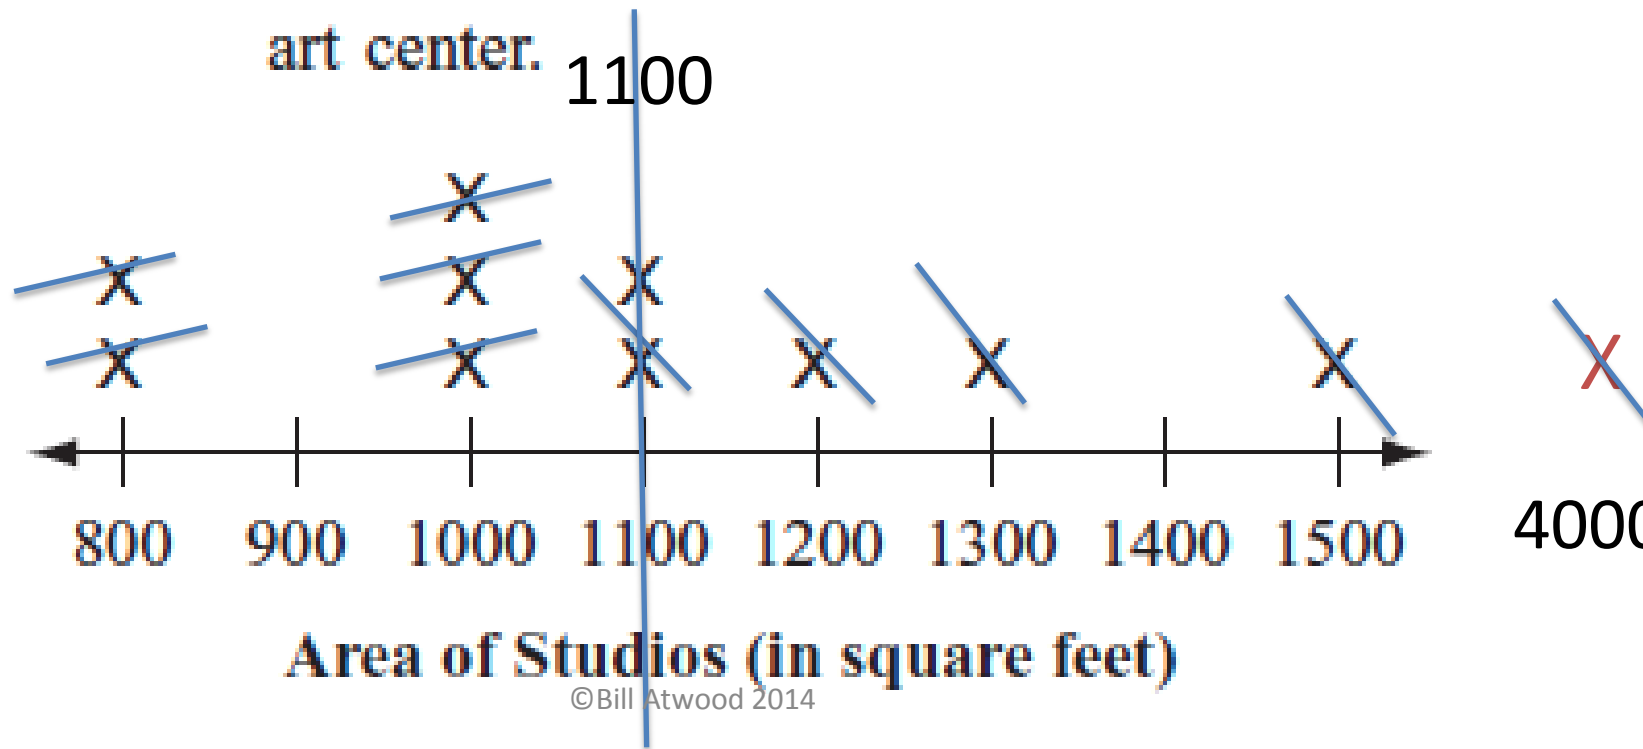 art center.
1100
X
X X X
X X X X X X X
800 900 1000 1100 1200 1300 1400 1500 4000
Area of Studios (in square feet)
©Bill Atwood 2014